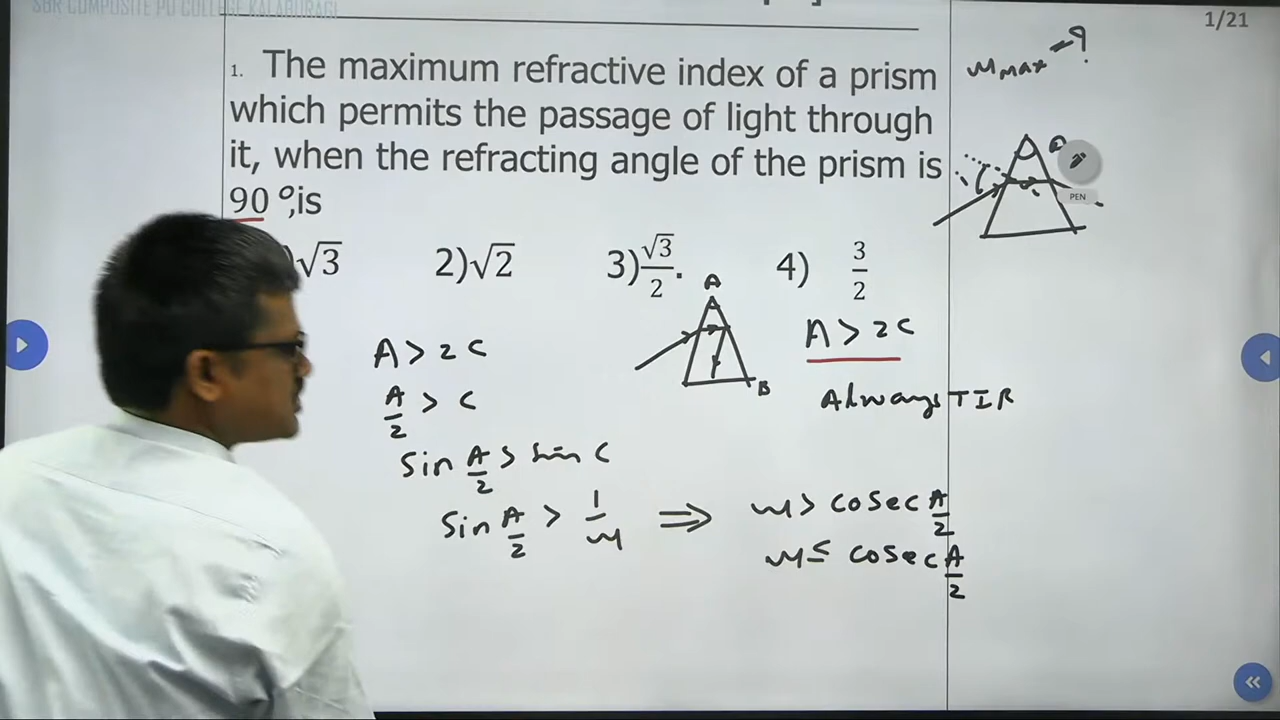 SBR COMPOSITE PU COLLEGE KALABURAGI
1/21
1. The maximum refractive index of a prism
which permits the passage of light through
it, when the refracting angle of the prism is
90 º,is
)√3 2)√2 3)√3/2. 4) 3/2
μmax = ?
PEN
A
B
A > 2C
Always TIR
A > 2C
A/2 > C
Sin A/2 > sin C
Sin A/2 > 1/μ ⇒ μ > cosec A/2
μ ≤ cosec A/2